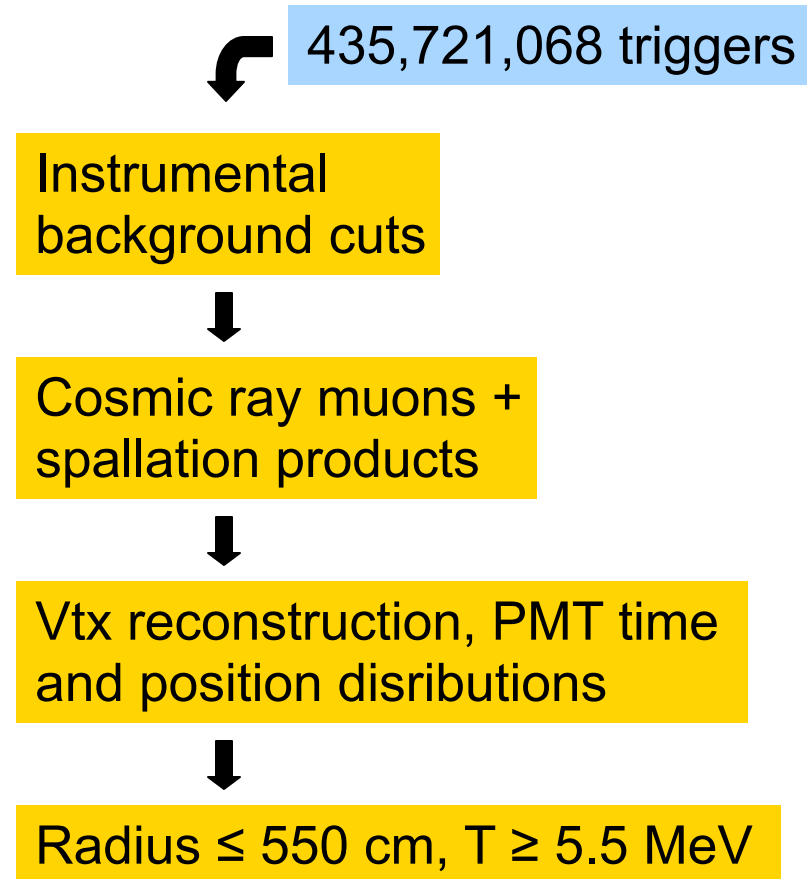 435,721,068 triggers
Instrumental
background cuts
Cosmic ray muons +
spallation products
Vtx reconstruction, PMT time
and position disributions
Radius ≤ 550 cm, T ≥ 5.5 MeV